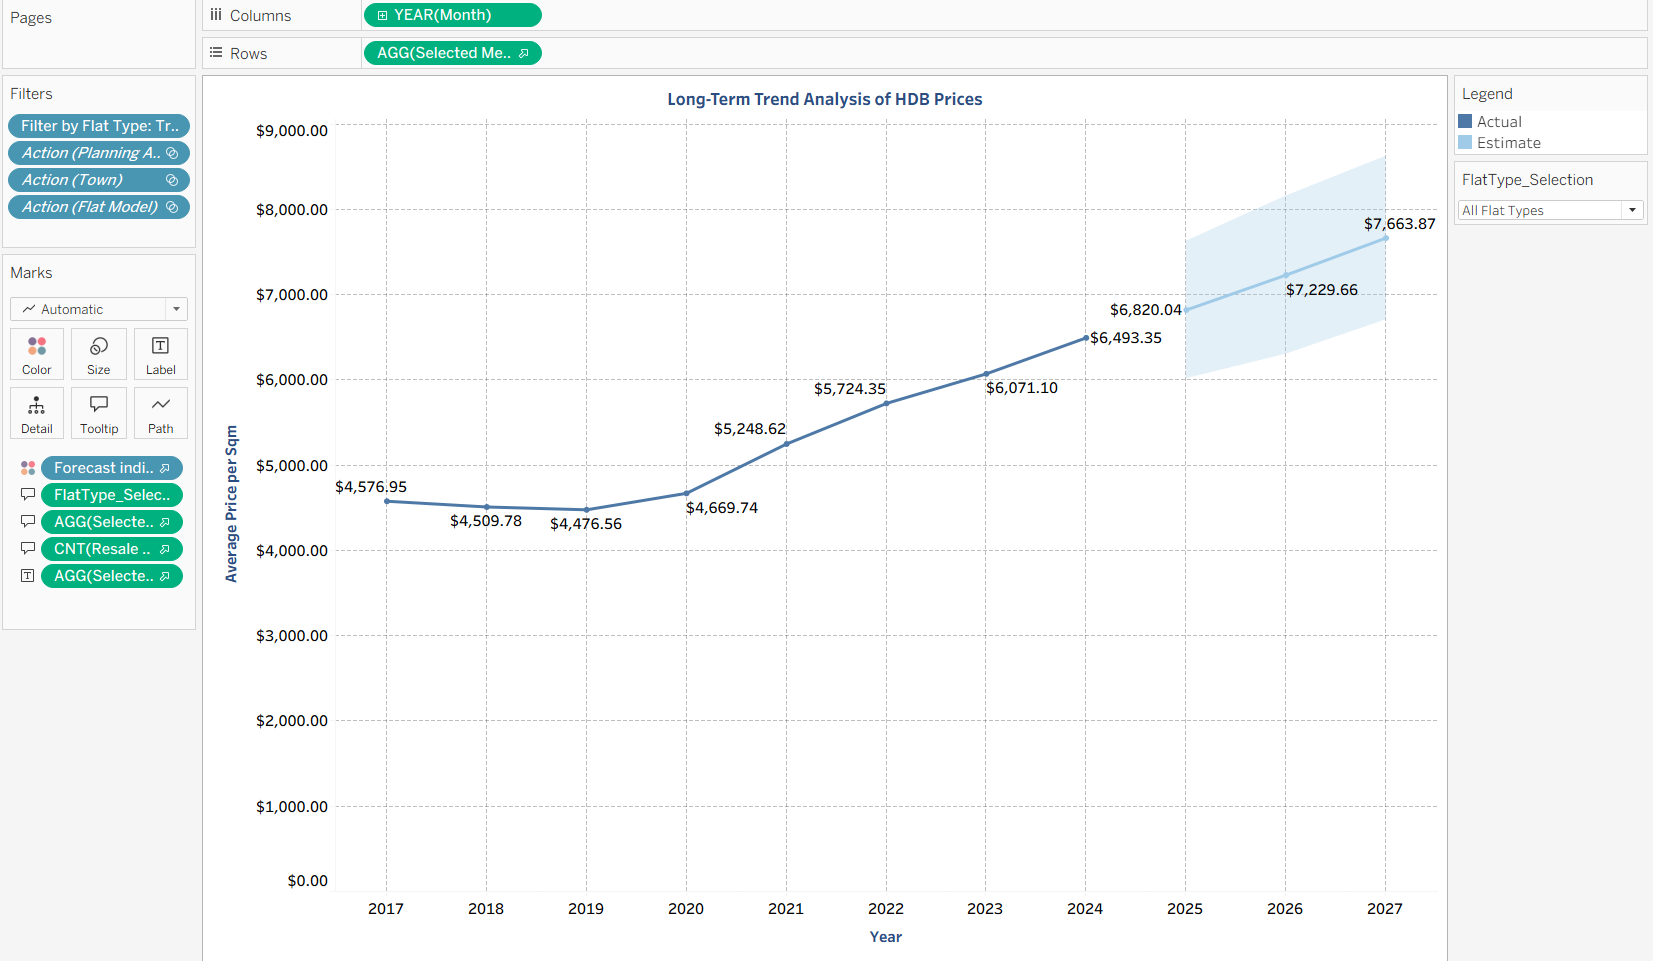 Pages
Columns
YEAR(Month)
Rows
AGG(Selected Me..
Filters
Filter by Flat Type: Tr..
Action (Planning A..
Action (Town)
Action (Flat Model)
Marks
Automatic
Color
Size
Label
Detail
Tooltip
Path
Forecast indi..
FlatType_Selec..
AGG(Selecte..
CNT(Resale ..
AGG(Selecte..
Long-Term Trend Analysis of HDB Prices
Average Price per Sqm
$9,000.00
$8,000.00
$7,000.00
$6,000.00
$5,000.00
$4,000.00
$3,000.00
$2,000.00
$1,000.00
$0.00
$4,576.95
$4,509.78
$4,476.56
$4,669.74
$5,248.62
$5,724.35
$6,071.10
$6,493.35
$6,820.04
$7,229.66
$7,663.87
2017 2018 2019 2020 2021 2022 2023 2024 2025 2026 2027
Year
Legend
Actual
Estimate
FlatType_Selection
All Flat Types